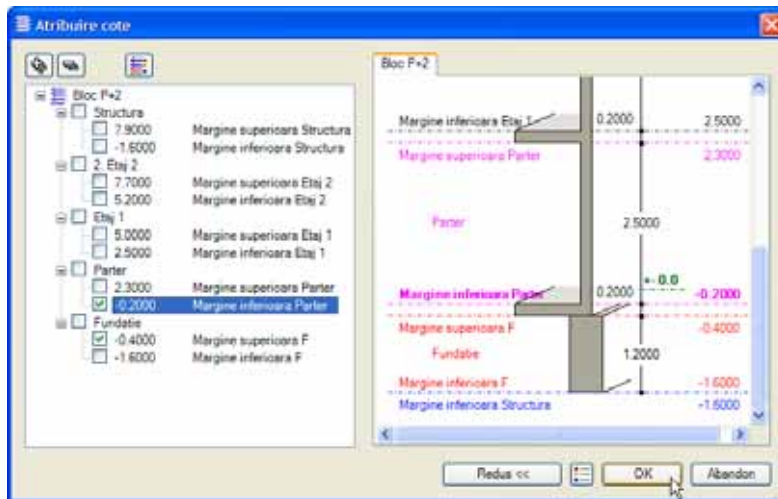 Atribuire cote
Bloc P+2
Structura
7.9000 Margine superioara Structura
-1.6000 Margine inferioara Structura
2. Etaj 2
7.7000 Margine superioara Etaj 2
5.2000 Margine inferioara Etaj 2
Etaj 1
5.0000 Margine superioara Etaj 1
2.5000 Margine inferioara Etaj 1
Parter
2.3000 Margine superioara Parter
-0.2000 Margine inferioara Parter
Fundatie
-0.4000 Margine superioara F
-1.6000 Margine inferioara F
Bloc P+2
Margine inferioara Etaj 1 0.2000 2.5000
Margine superioara Parter 2.3000
Parter 2.5000
+- 0.0
Margine inferioara Parter 0.2000 -0.2000
Margine superioara F -0.4000
Fundatie 1.2000
Margine inferioara F -1.6000
Margine inferioara Structura -1.6000
Redus << OK Abandon